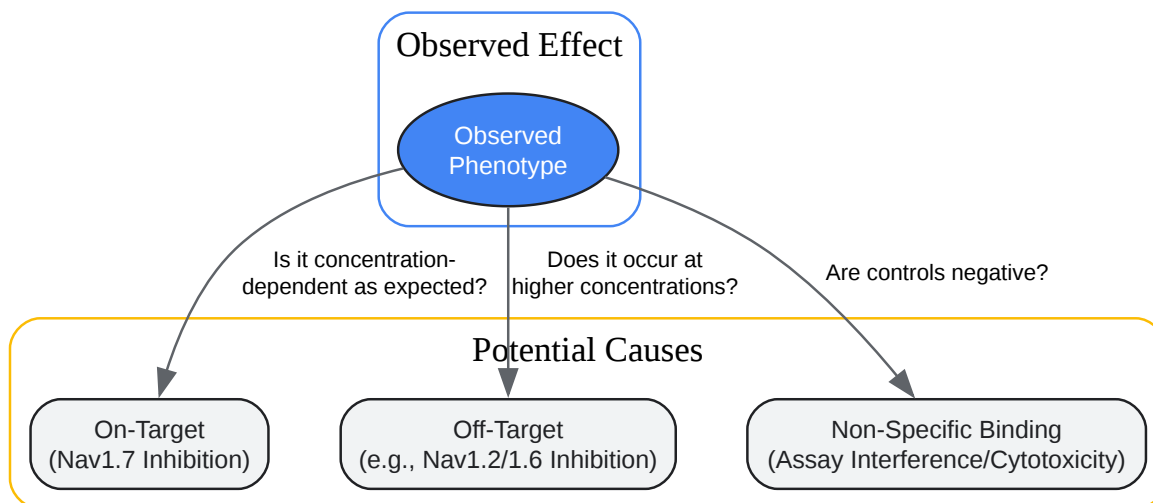 Observed Effect
Observed
Phenotype
Is it concentration-
dependent as expected?
Does it occur at
higher concentrations?
Are controls negative?
Potential Causes
On-Target
(Nav1.7 Inhibition)
Off-Target
(e.g., Nav1.2/1.6 Inhibition)
Non-Specific Binding
(Assay Interference/Cytotoxicity)